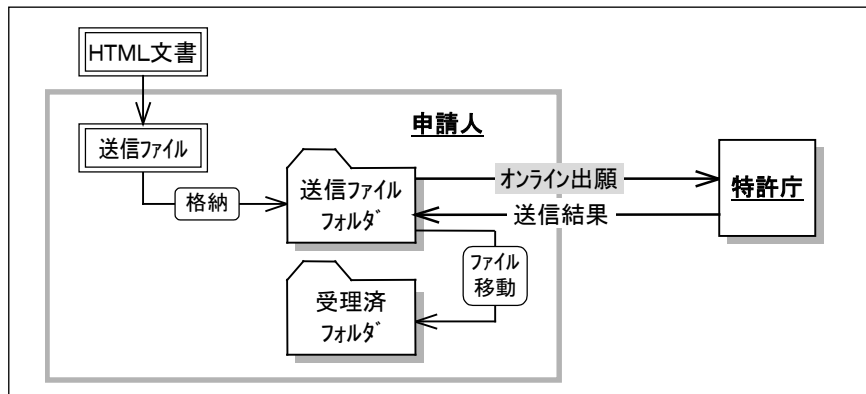 HTML文書
申請人
送信ファイル
格納
送信ファイル
フォルダ
オンライン出願
送信結果
特許庁
ファイル
移動
受理済
フォルダ